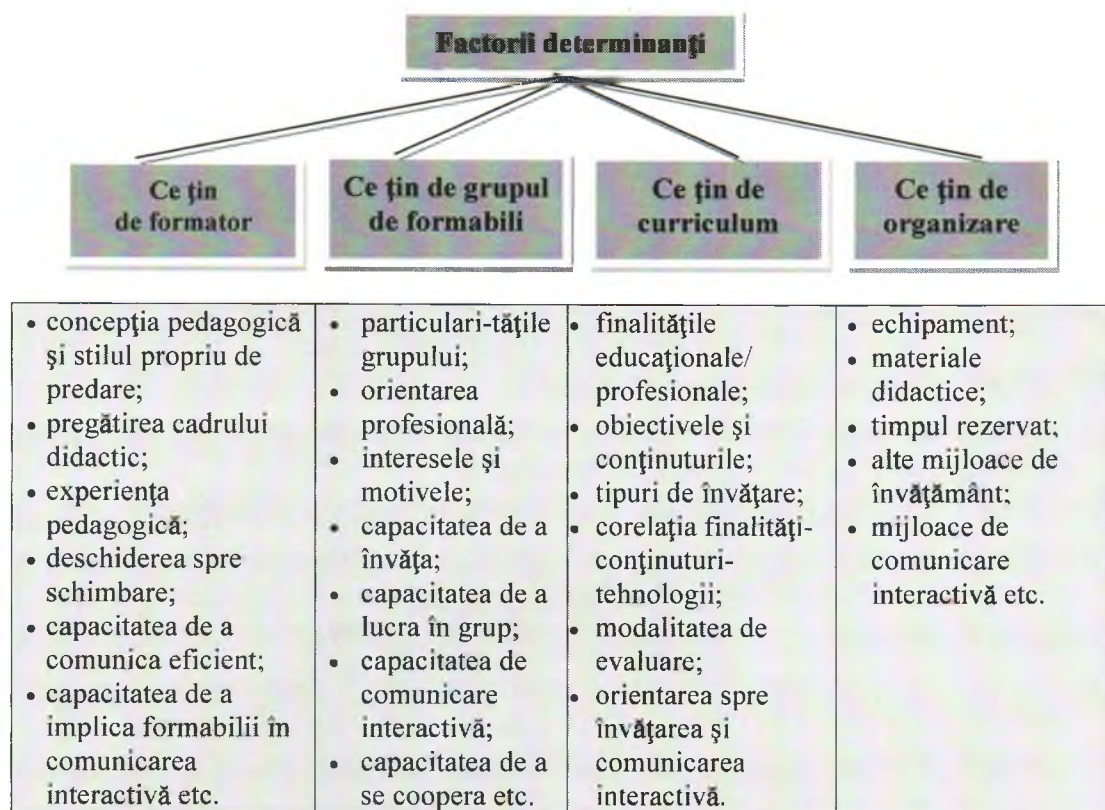 Factorii determinanţi
Ce ţin
de formator
Ce ţin de grupul
de formabili
Ce ţin de
curriculum
Ce ţin de
organizare
• concepţia pedagogică
şi stilul propriu de
predare;
• pregătirea cadrului
didactic;
• experienţa
pedagogică;
• deschiderea spre
schimbare;
• capacitatea de a
comunica eficient;
• capacitatea de a
implica formabilii în
comunicarea
interactivă etc.
• particulari-tăţile
grupului;
• orientarea
profesională;
• interesele şi
motivele;
• capacitatea de a
învăţa;
• capacitatea de a
lucra în grup;
• capacitatea de
comunicare
interactivă;
• capacitatea de a
se coopera etc.
• finalităţile
educaţionale/
profesionale;
• obiectivele şi
conţinuturile;
• tipuri de învăţare;
• corelaţia finalităţi-
conţinuturi-
tehnologii;
• modalitatea de
evaluare;
• orientarea spre
învăţarea şi
comunicarea
interactivă.
• echipament;
• materiale
didactice;
• timpul rezervat;
• alte mijloace de
învăţământ;
• mijloace de
comunicare
interactivă etc.